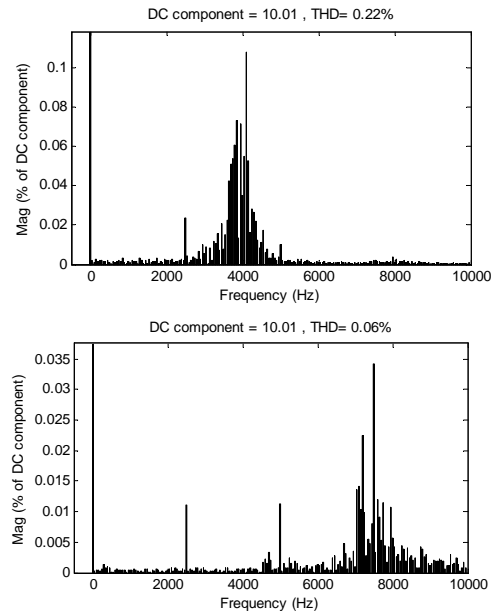 DC component = 10.01 , THD= 0.22%
0.1
0.08
0.06
0.04
0.02
0
0 2000 4000 6000 8000 10000
Frequency (Hz)
Mag (% of DC component)
DC component = 10.01 , THD= 0.06%
0.035
0.03
0.025
0.02
0.015
0.01
0.005
0
0 2000 4000 6000 8000 10000
Frequency (Hz)
Mag (% of DC component)